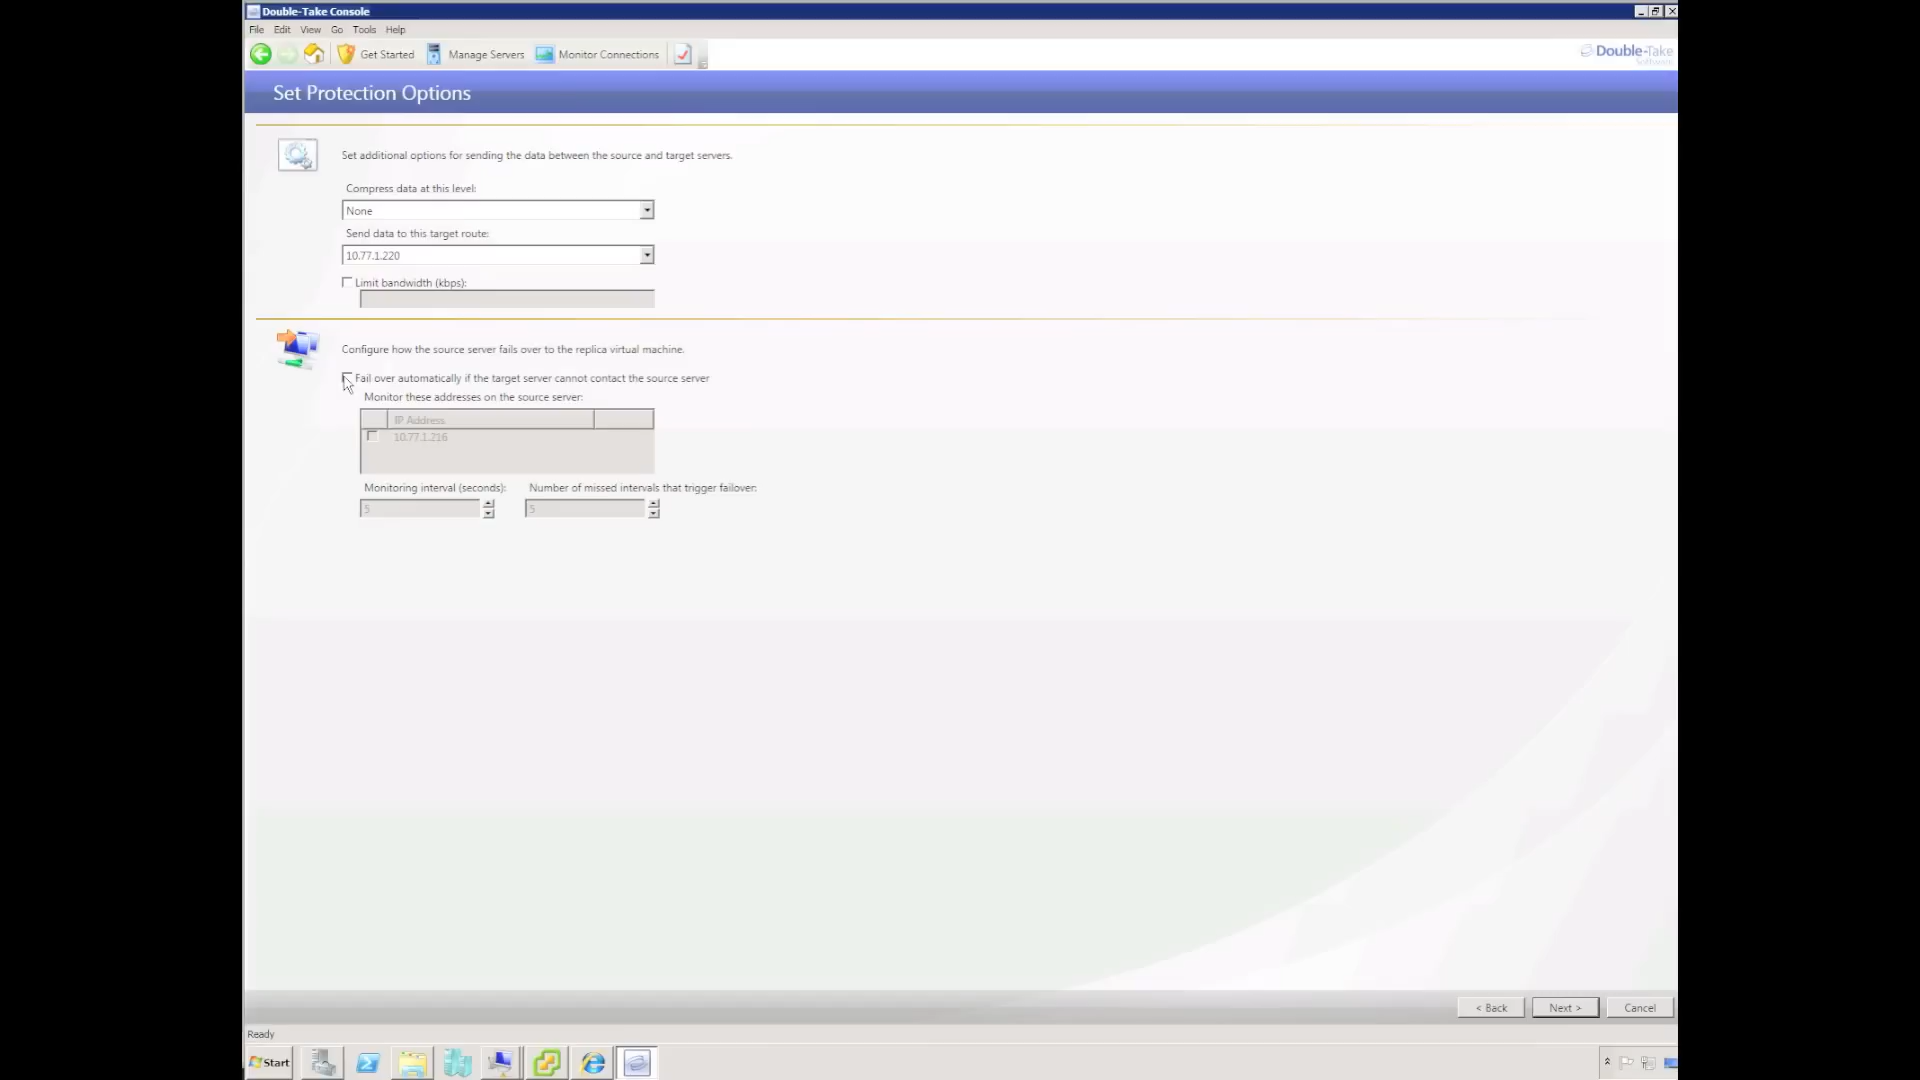 Double-Take Console
File Edit View Go Tools Help
Get Started Manage Servers Monitor Connections
Double-Take
Software
Set Protection Options
Set additional options for sending the data between the source and target servers.
Compress data at this level:
None
Send data to this target route:
10.77.1.220
Limit bandwidth (kbps):
Configure how the source server fails over to the replica virtual machine.
Fail over automatically if the target server cannot contact the source server
Monitor these addresses on the source server:
IP Address
10.77.1.216
Monitoring interval (seconds): Number of missed intervals that trigger failover:
5 5
< Back Next > Cancel
Ready
Start